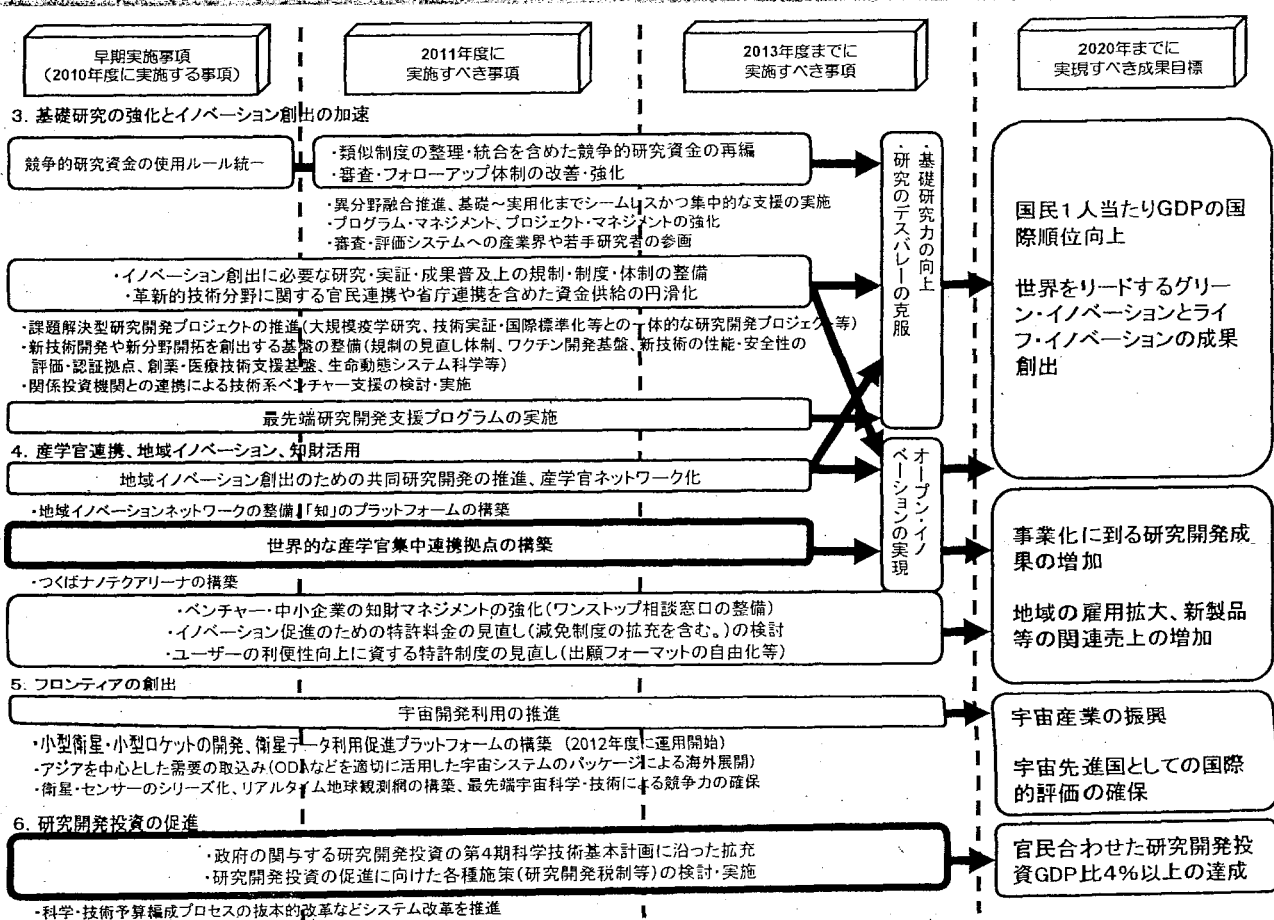 早期実施事項
(2010年度に実施する事項)
2011年度に
実施すべき事項
2013年度までに
実施すべき事項
2020年までに
実現すべき成果目標
3. 基礎研究の強化とイノベーション創出の加速
競争的研究資金の使用ルール統一
・類似制度の整理・統合を含めた競争的研究資金の再編
・審査・フォローアップ体制の改善・強化
・異分野融合推進、基礎～実用化までシームレスかつ集中的な支援の実施
・プログラム・マネジメント、プロジェクト・マネジメントの強化
・審査・評価システムへの産業界や若手研究者の参画
・イノベーション創出に必要な研究・実証・成果普及上の規制・制度・体制の整備
・革新的技術分野に関する官民連携や省庁連携を含めた資金供給の円滑化
・課題解決型研究開発プロジェクトの推進(大規模疫学研究、技術実証・国際標準化等との一体的な研究開発プロジェクト等)
・新技術開発や新分野開拓を創出する基盤の整備(規制の見直し体制、ワクチン開発基盤、新技術の性能・安全性の
評価・認証拠点、創薬・医療技術支援基盤、生命動態システム科学等)
・関係投資機関との連携による技術系ベンチャー支援の検討・実施
最先端研究開発支援プログラムの実施
・基礎研究力の向上
・研究のデスバレーの克服
国民1人当たりGDPの国
際順位向上
世界をリードするグリー
ン・イノベーションとライ
フ・イノベーションの成果
創出
4. 産学官連携、地域イノベーション、知財活用
地域イノベーション創出のための共同研究開発の推進、産学官ネットワーク化
・地域イノベーションネットワークの整備、「知」のプラットフォームの構築
世界的な産学官集中連携拠点の構築
・つくばナノテクアリーナの構築
オープン・イノ
ベーションの実現
・ベンチャー・中小企業の知財マネジメントの強化(ワンストップ相談窓口の整備)
・イノベーション促進のための特許料金の見直し(減免制度の拡充を含む。)の検討
・ユーザーの利便性向上に資する特許制度の見直し(出願フォーマットの自由化等)
事業化に到る研究開発成
果の増加
地域の雇用拡大、新製品
等の関連売上の増加
5. フロンティアの創出
宇宙開発利用の推進
・小型衛星・小型ロケットの開発、衛星データ利用促進プラットフォームの構築 (2012年度に運用開始)
・アジアを中心とした需要の取込み(ODAなどを適切に活用した宇宙システムのパッケージによる海外展開)
・衛星・センサーのシリーズ化、リアルタイム地球観測網の構築、最先端宇宙科学・技術による競争力の確保
宇宙産業の振興
宇宙先進国としての国際
的評価の確保
6. 研究開発投資の促進
・政府の関与する研究開発投資の第4期科学技術基本計画に沿った拡充
・研究開発投資の促進に向けた各種施策(研究開発税制等)の検討・実施
・科学・技術予算編成プロセスの抜本的改革などシステム改革を推進
官民合わせた研究開発投
資GDP比4%以上の達成